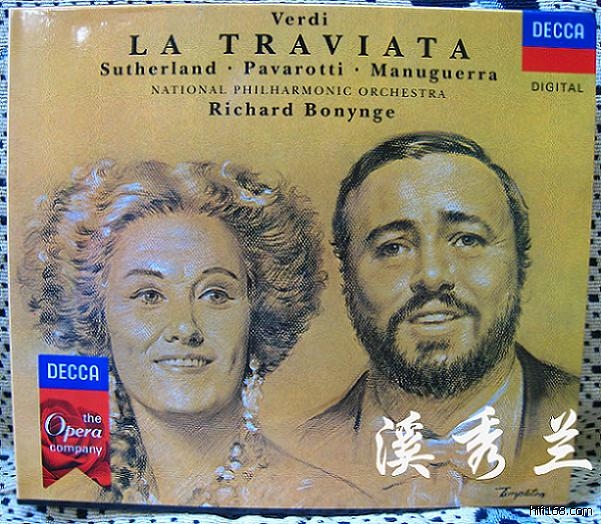 Verdi
LA TRAVIATA
Sutherland · Pavarotti · Manuguerra
NATIONAL PHILHARMONIC ORCHESTRA
Richard Bonynge
DECCA
DIGITAL
DECCA
the
Opera
company
溪秀兰
Templeton
hifi168.com